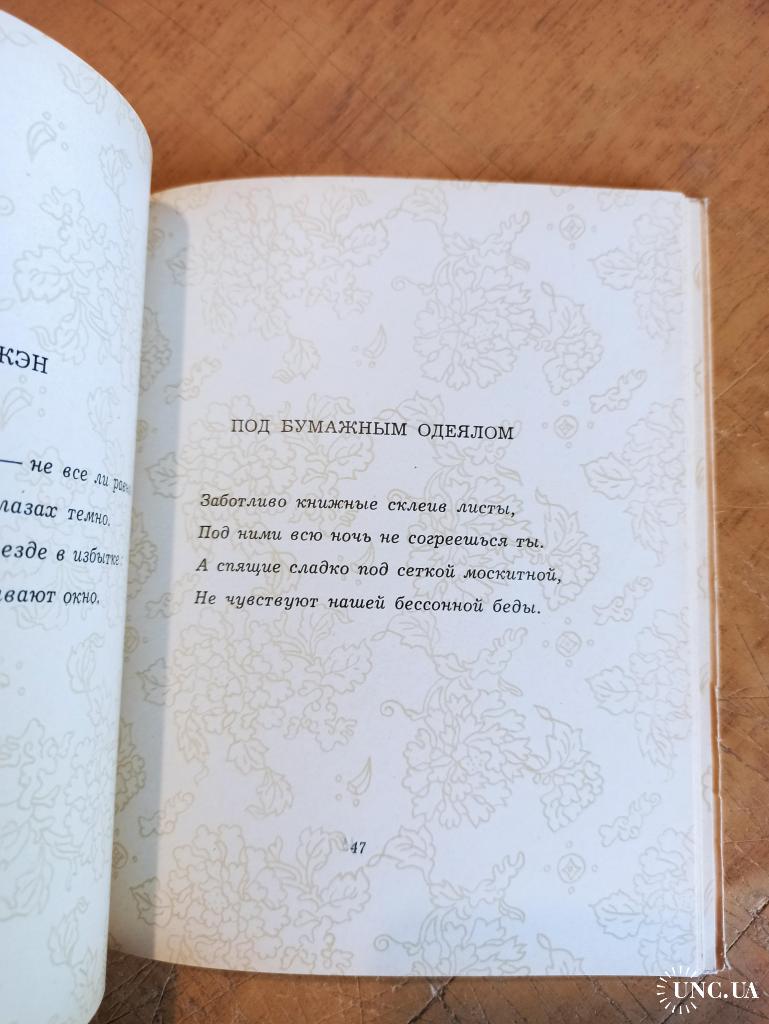 КЭН
— не все ли
лазах темно.
езде в избытке:
вают окно.
ПОД БУМАЖНЫМ ОДЕЯЛОМ
Заботливо книжные склеив листы,
Под ними всю ночь не согреешься ты.
А спящие сладко под сеткой москитной,
Не чувствуют нашей бессонной беды.
47
UNC.UA